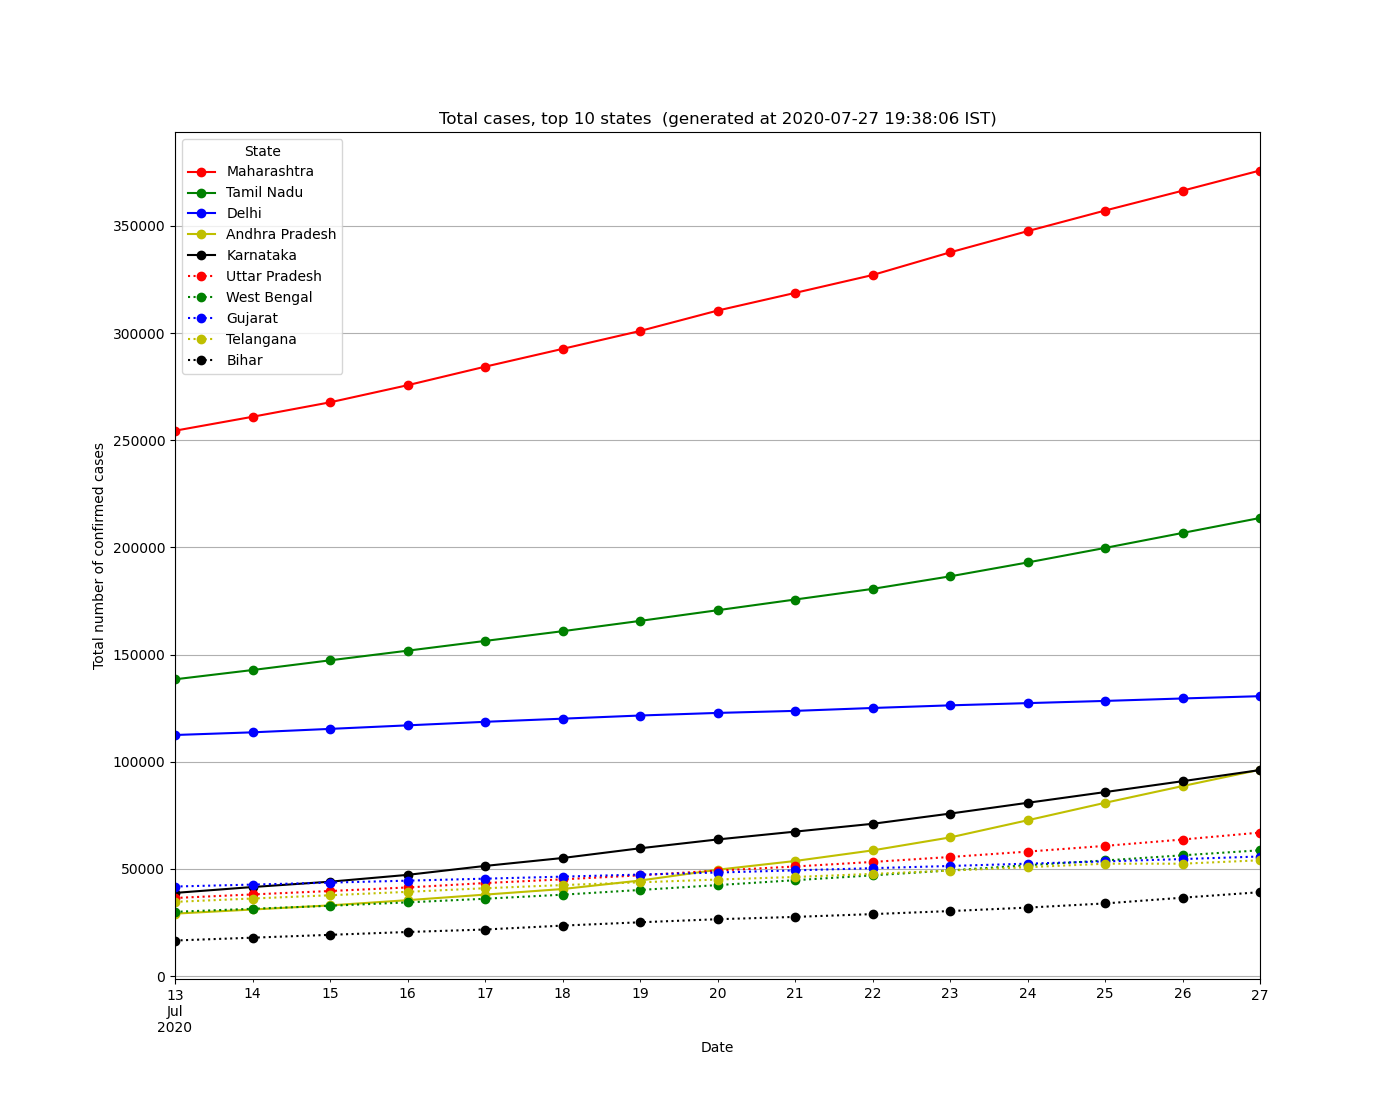 Total cases, top 10 states  (generated at 2020-07-27 19:38:06 IST)
State
Maharashtra
Tamil Nadu
Delhi
Andhra Pradesh
Karnataka
Uttar Pradesh
West Bengal
Gujarat
Telangana
Bihar
Total number of confirmed cases
350000
300000
250000
200000
150000
100000
50000
0
13 14 15 16 17 18 19 20 21 22 23 24 25 26 27
Jul
2020
Date